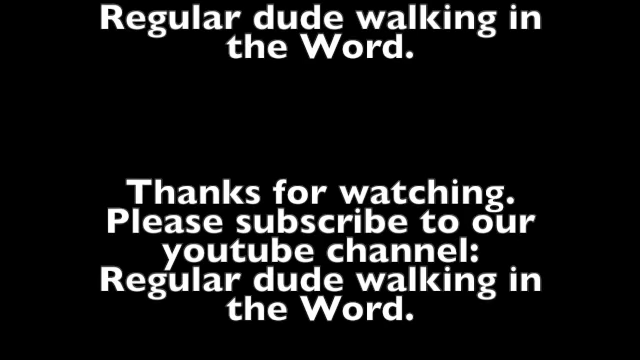 Regular dude walking in
the Word.
Thanks for watching.
Please subscribe to our
youtube channel:
Regular dude walking in
the Word.